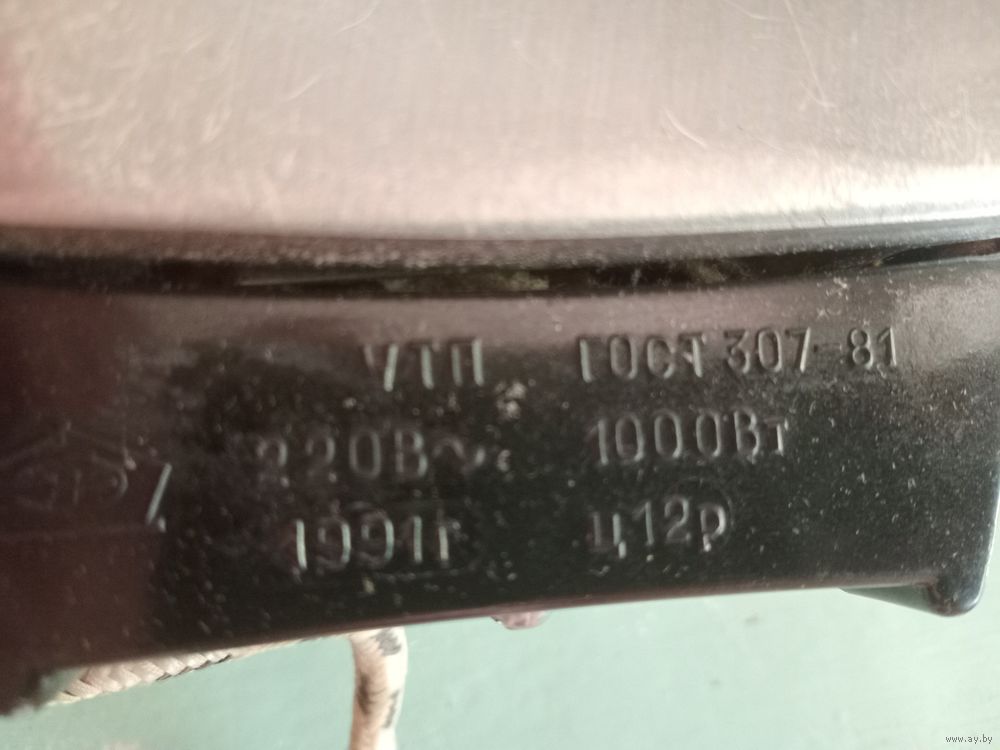 УТП ГОСТ 307-81
220В~ 1000Вт
1991г ц12р
www.ay.by